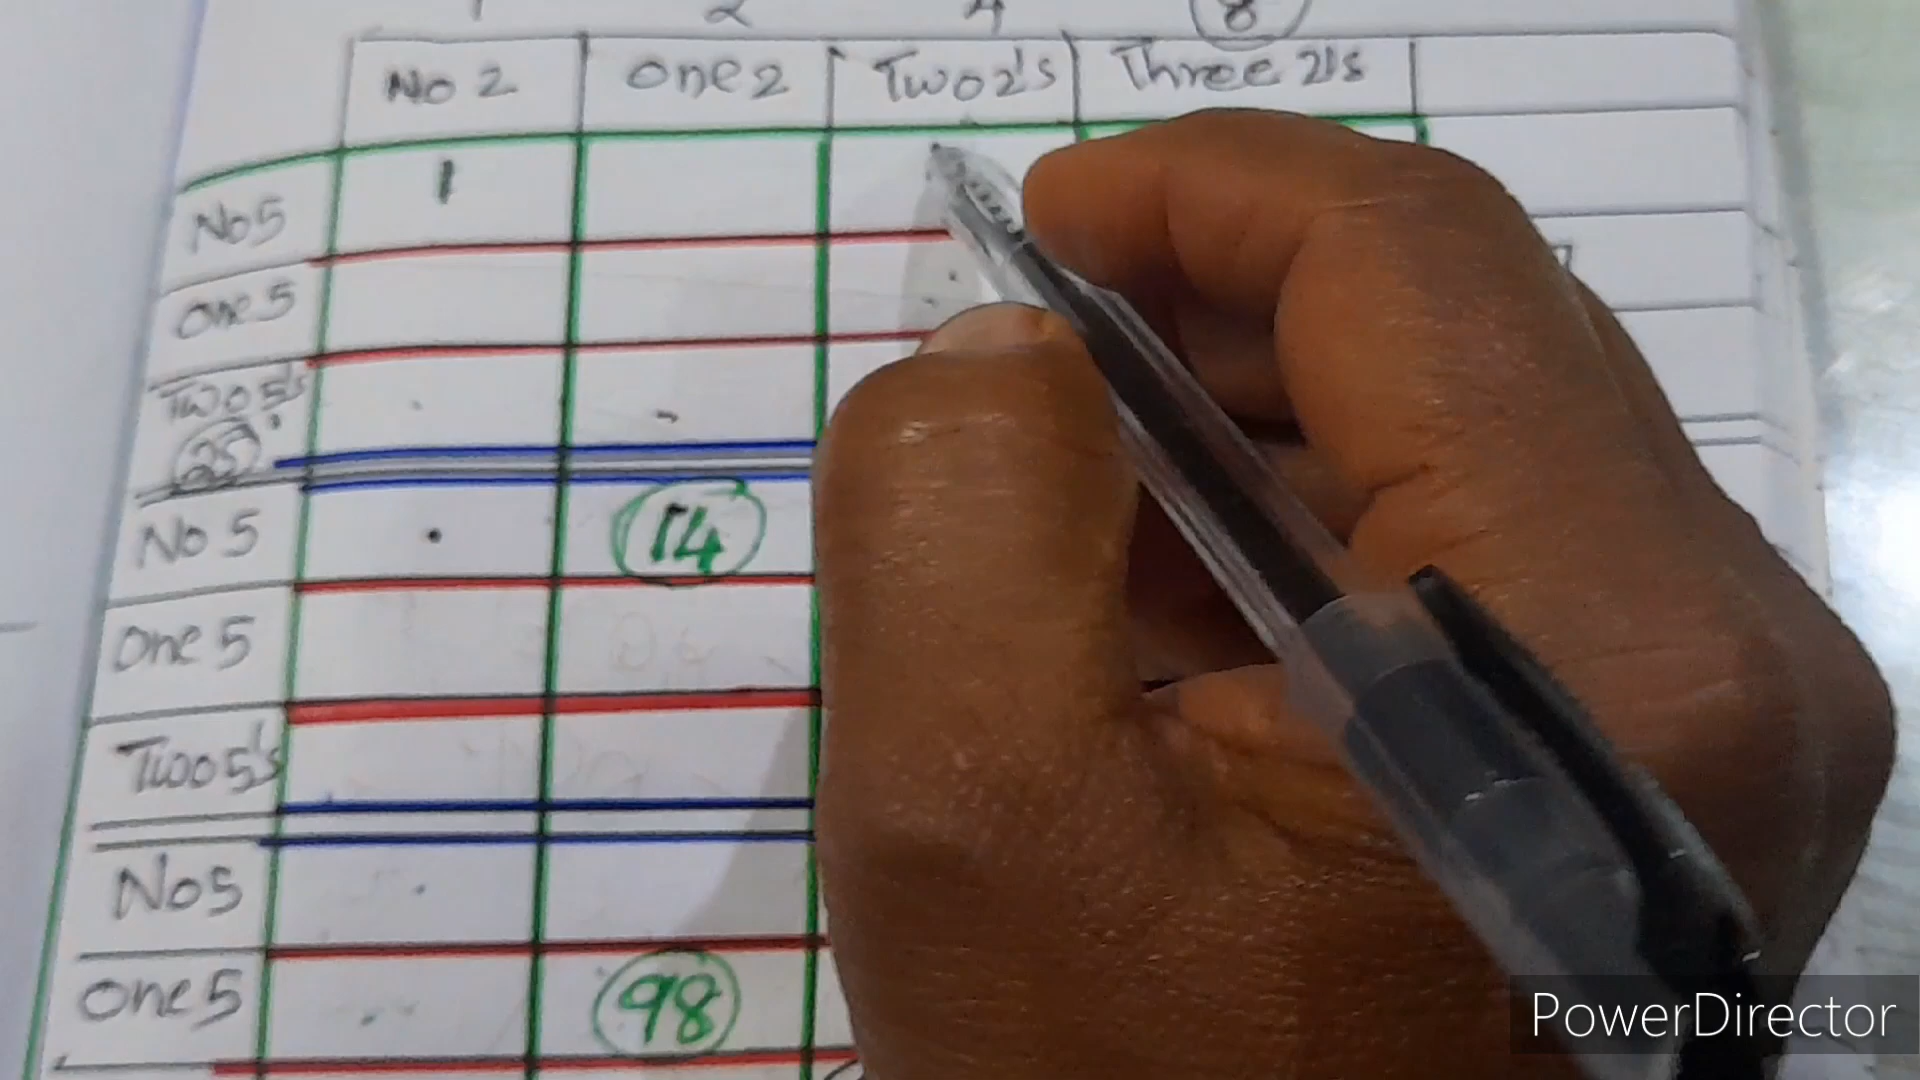 1 2 4 8
No 2 One 2 Two 2's Three 2's
No 5 1
One 5
Two 5's
25
No 5 14
One 5
Two 5's
No 5
One 5 98
PowerDirector